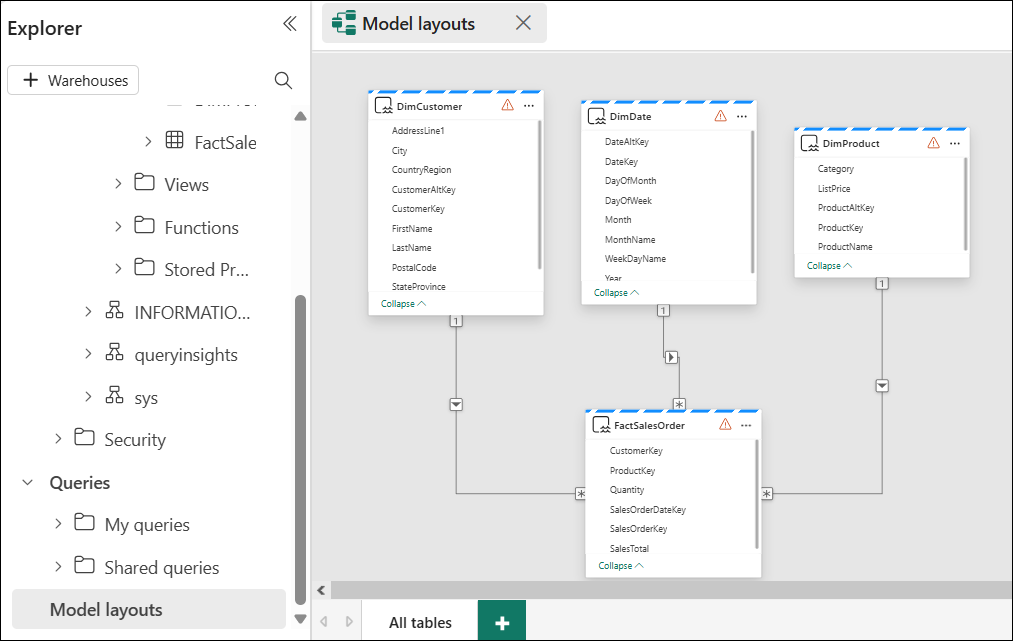 Explorer
Warehouses
FactSale
Views
Functions
Stored Pr...
INFORMATIO...
queryinsights
sys
Security
Queries
My queries
Shared queries
Model layouts
Model layouts
DimCustomer
AddressLine1
City
CountryRegion
CustomerAltKey
CustomerKey
FirstName
LastName
PostalCode
StateProvince
Collapse
1
DimDate
DateAltKey
DateKey
DayOfMonth
DayOfWeek
Month
MonthName
WeekDayName
Year
Collapse
1
DimProduct
Category
ListPrice
ProductAltKey
ProductKey
ProductName
Collapse
1
*
FactSalesOrder
CustomerKey
ProductKey
Quantity
SalesOrderDateKey
SalesOrderKey
SalesTotal
Collapse
*
*
All tables